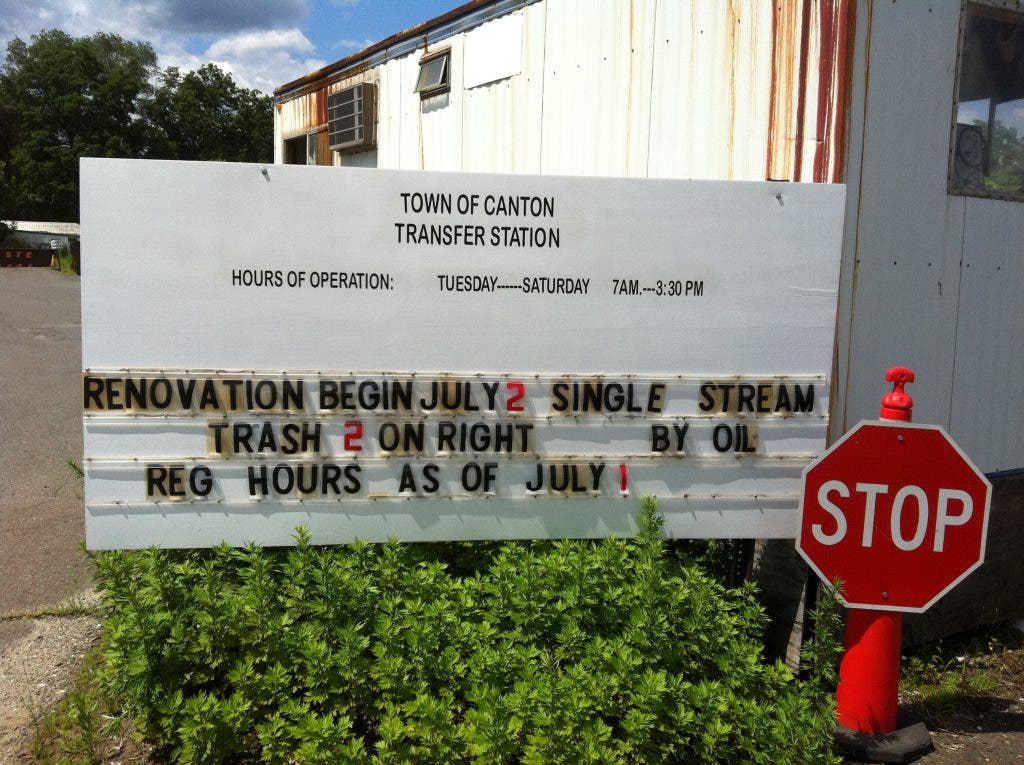 TOWN OF CANTON
TRANSFER STATION
HOURS OF OPERATION: TUESDAY------SATURDAY 7AM.---3:30 PM
RENOVATION BEGIN JULY 2 SINGLE STREAM
TRASH 2 ON RIGHT BY OIL
REG HOURS AS OF JULY 1
STOP